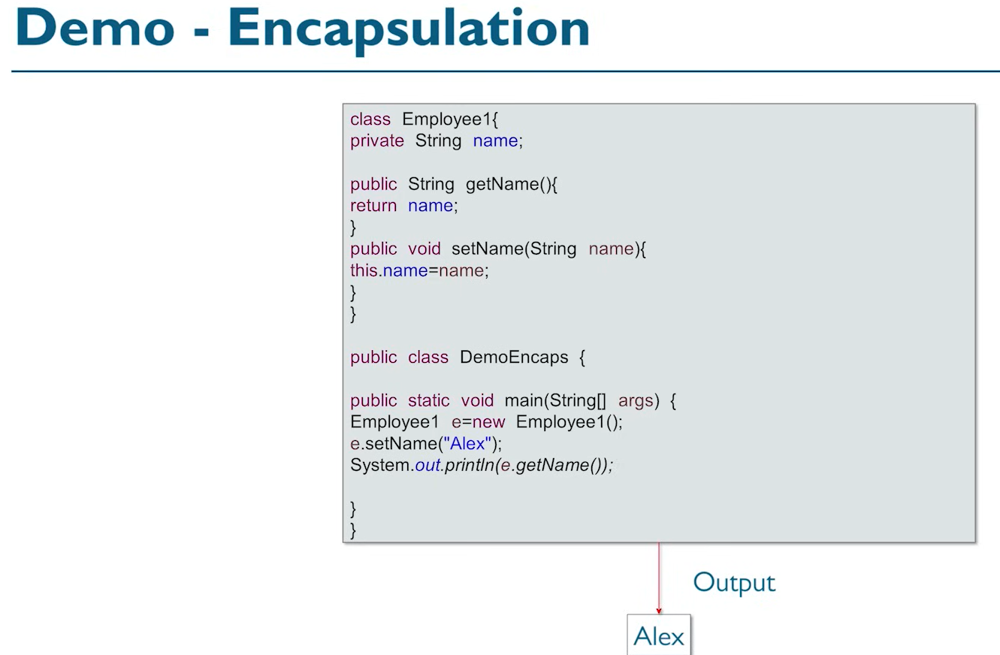 Demo - Encapsulation
class Employee1{
private String name;
public String getName(){
return name;
}
public void setName(String name){
this.name=name;
}
}
public class DemoEncaps {
public static void main(String[] args) {
Employee1 e=new Employee1();
e.setName("Alex");
System.out.println(e.getName());
}
}
Output
Alex